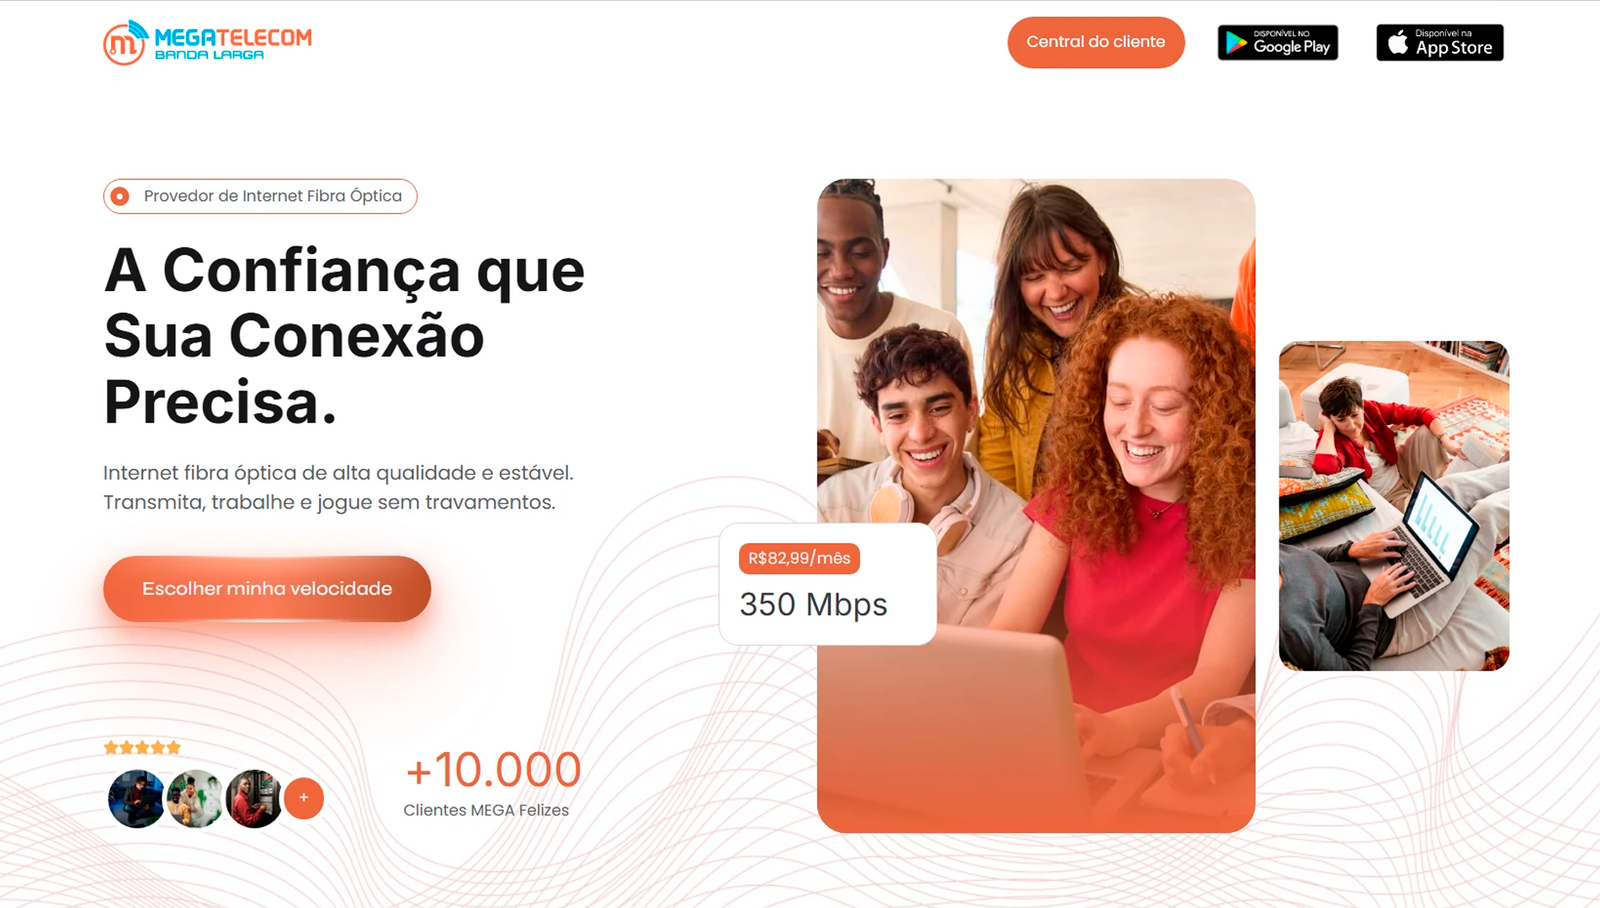 MEGATELECOM
BANDA LARGA
Central do cliente
DISPONÍVEL NO
Google Play
Disponível na
App Store
Provedor de Internet Fibra Óptica
A Confiança que
Sua Conexão
Precisa.
Internet fibra óptica de alta qualidade e estável.
Transmita, trabalhe e jogue sem travamentos.
Escolher minha velocidade
R$82,99/mês
350 Mbps
+
+10.000
Clientes MEGA Felizes